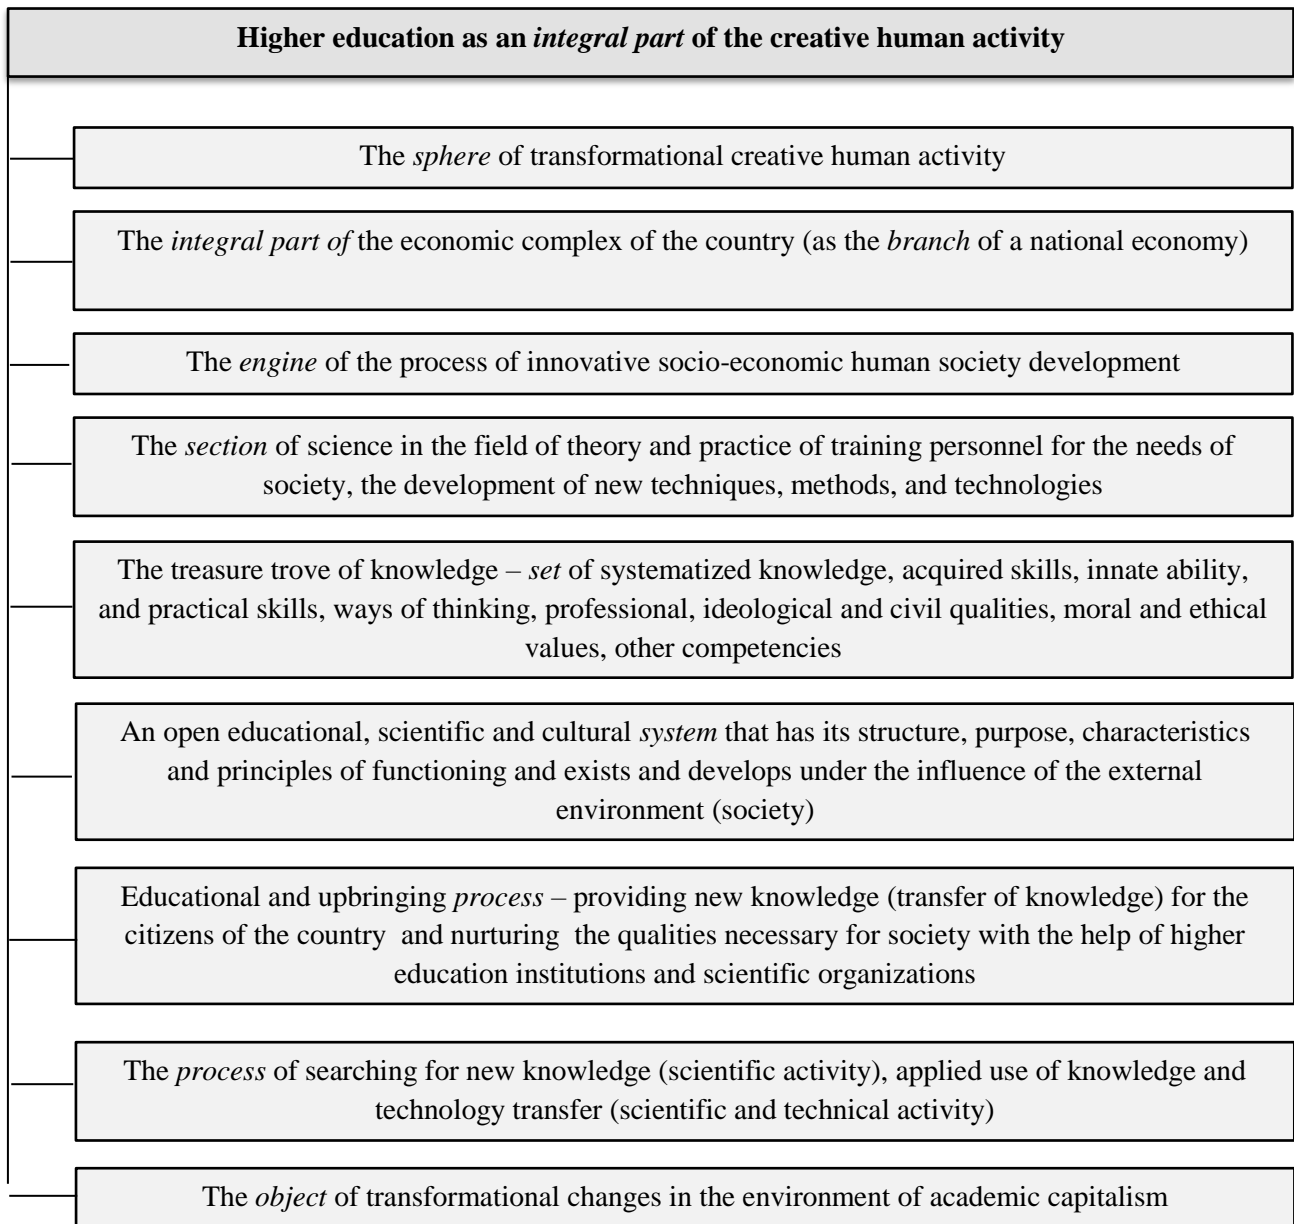 Higher education as an integral part of the creative human activity
The sphere of transformational creative human activity
The integral part of the economic complex of the country (as the branch of a national economy)
The engine of the process of innovative socio-economic human society development
The section of science in the field of theory and practice of training personnel for the needs of
society, the development of new techniques, methods, and technologies
The treasure trove of knowledge – set of systematized knowledge, acquired skills, innate ability,
and practical skills, ways of thinking, professional, ideological and civil qualities, moral and ethical
values, other competencies
An open educational, scientific and cultural system that has its structure, purpose, characteristics
and principles of functioning and exists and develops under the influence of the external
environment (society)
Educational and upbringing process – providing new knowledge (transfer of knowledge) for the
citizens of the country and nurturing the qualities necessary for society with the help of higher
education institutions and scientific organizations
The process of searching for new knowledge (scientific activity), applied use of knowledge and
technology transfer (scientific and technical activity)
The object of transformational changes in the environment of academic capitalism